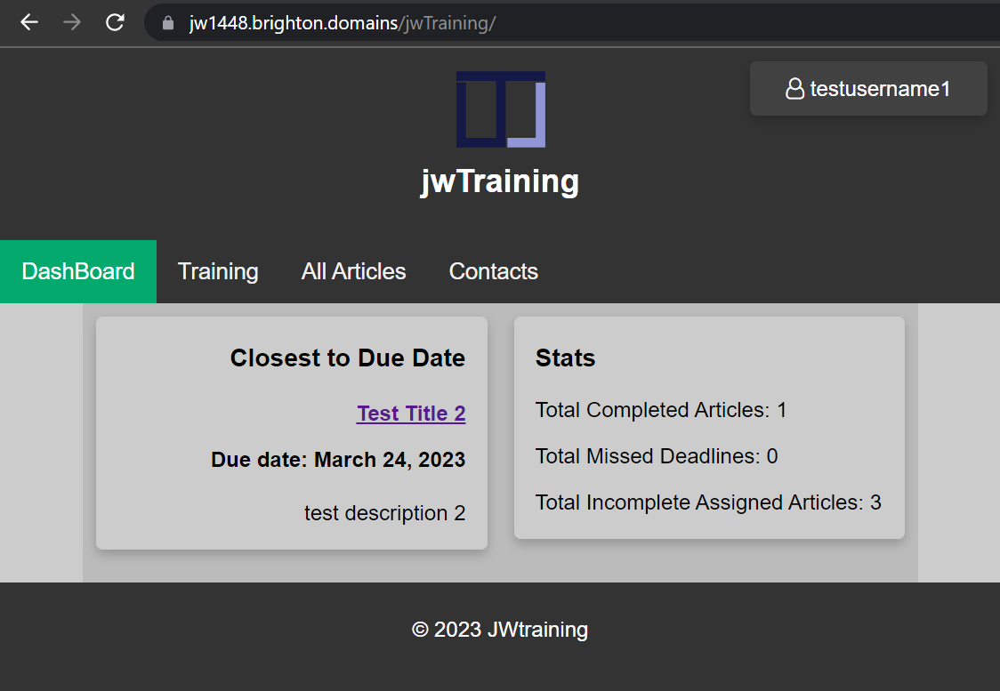 jw1448.brighton.domains/jwTraining/
testusername1
jwTraining
DashBoard Training All Articles Contacts
Closest to Due Date
Test Title 2
Due date: March 24, 2023
test description 2
Stats
Total Completed Articles: 1
Total Missed Deadlines: 0
Total Incomplete Assigned Articles: 3
© 2023 JWtraining